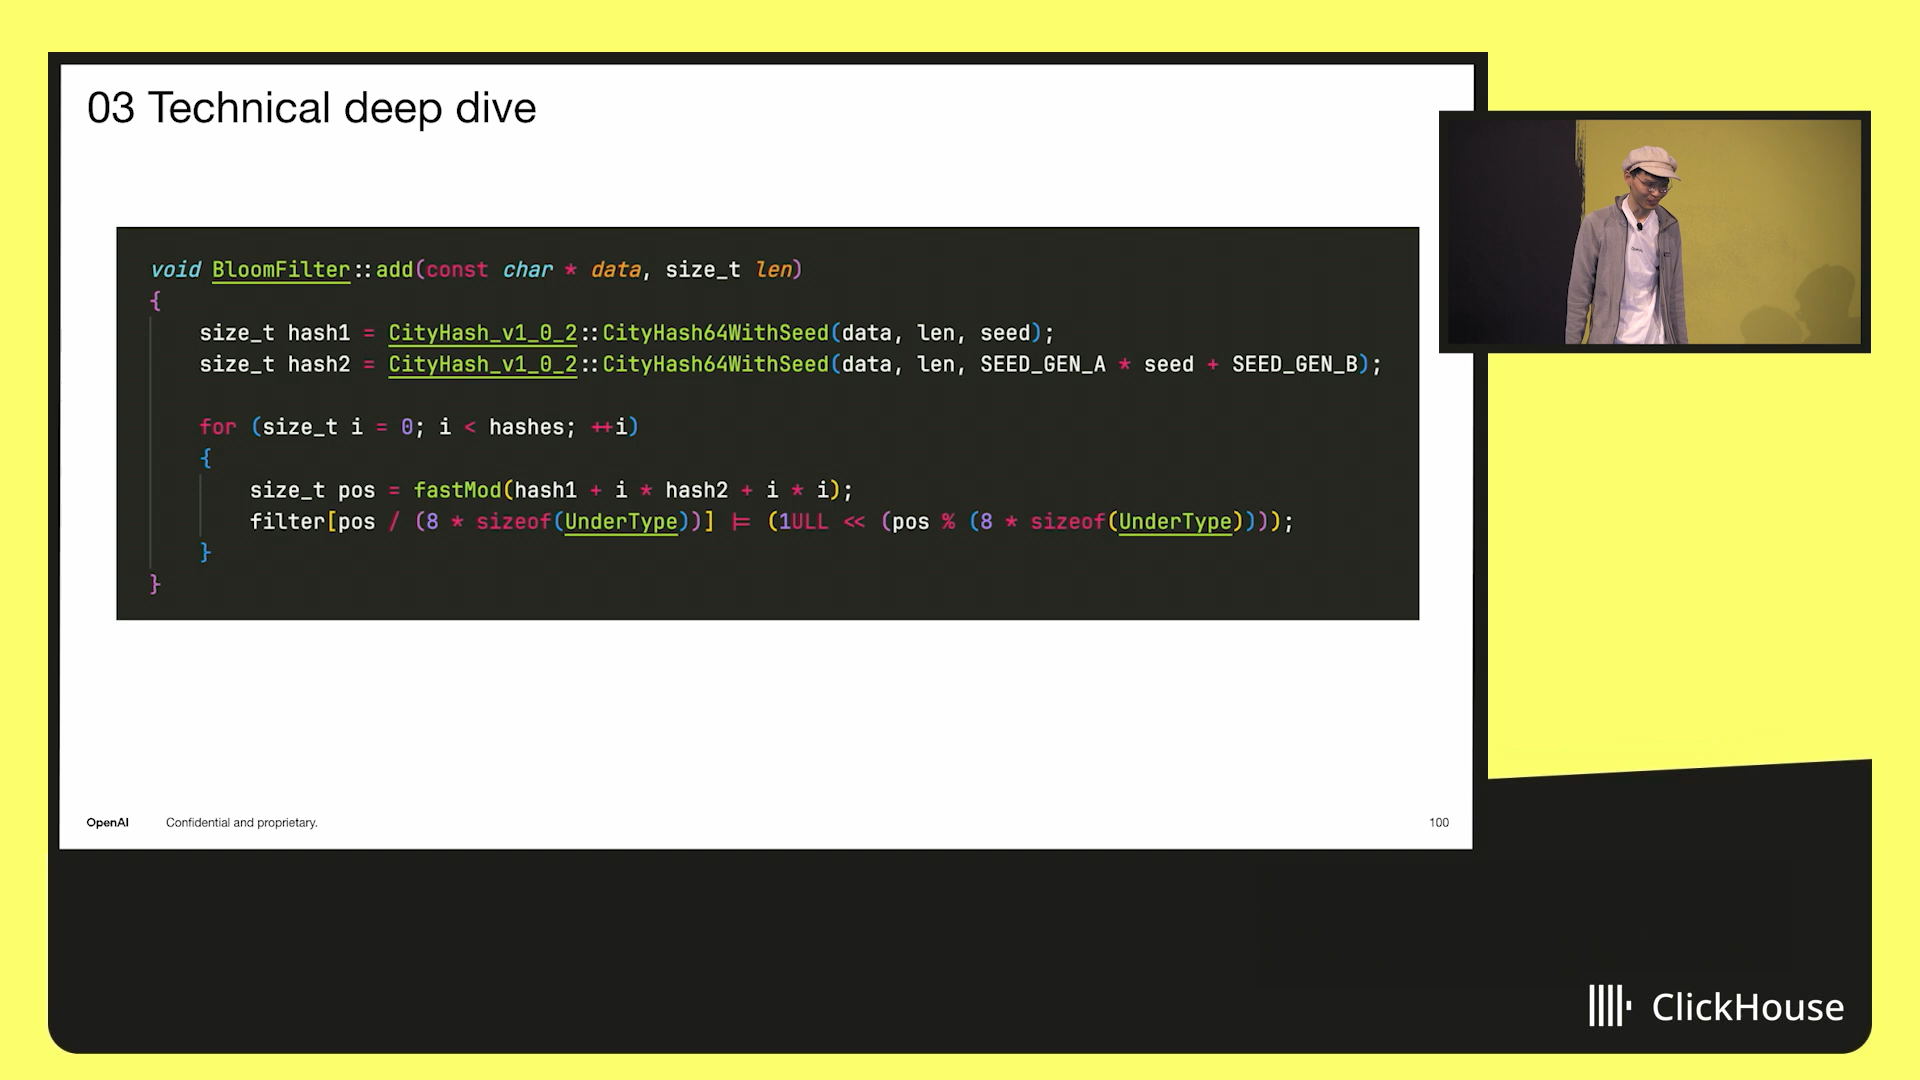 03 Technical deep dive
void BloomFilter::add(const char * data, size_t len)
{
size_t hash1 = CityHash_v1_0_2::CityHash64WithSeed(data, len, seed);
size_t hash2 = CityHash_v1_0_2::CityHash64WithSeed(data, len, SEED_GEN_A * seed + SEED_GEN_B);
for (size_t i = 0; i < hashes; ++i)
{
size_t pos = fastMod(hash1 + i * hash2 + i * i);
filter[pos / (8 * sizeof(UnderType))] |= (1ULL << (pos % (8 * sizeof(UnderType))));
}
}
OpenAI Confidential and proprietary. 100
ClickHouse